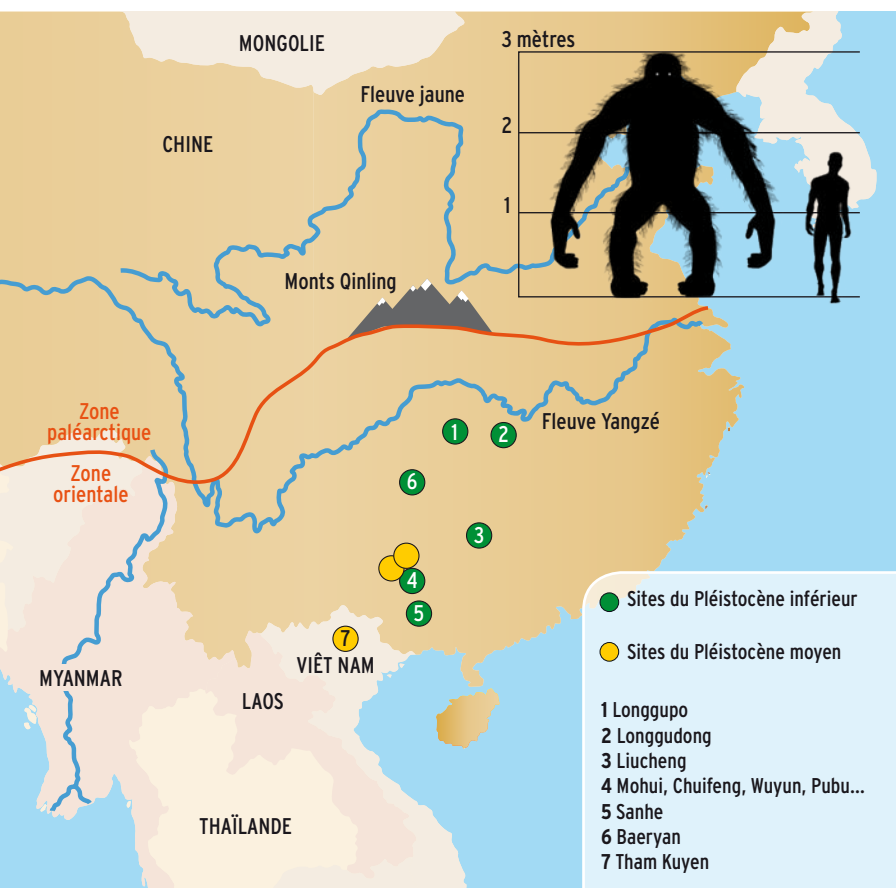 MONGOLIE
3 mètres
Fleuve jaune
2
CHINE
1
Monts Qinling
Zone
paléarctique
Zone
orientale
Fleuve Yangzé
1
2
6
3
4
5
7
VIÊT NAM
MYANMAR
LAOS
THAÏLANDE
Sites du Pléistocène inférieur
Sites du Pléistocène moyen
1 Longgupo
2 Longgudong
3 Liucheng
4 Mohui, Chuifeng, Wuyun, Pubu...
5 Sanhe
6 Baeryan
7 Tham Kuyen